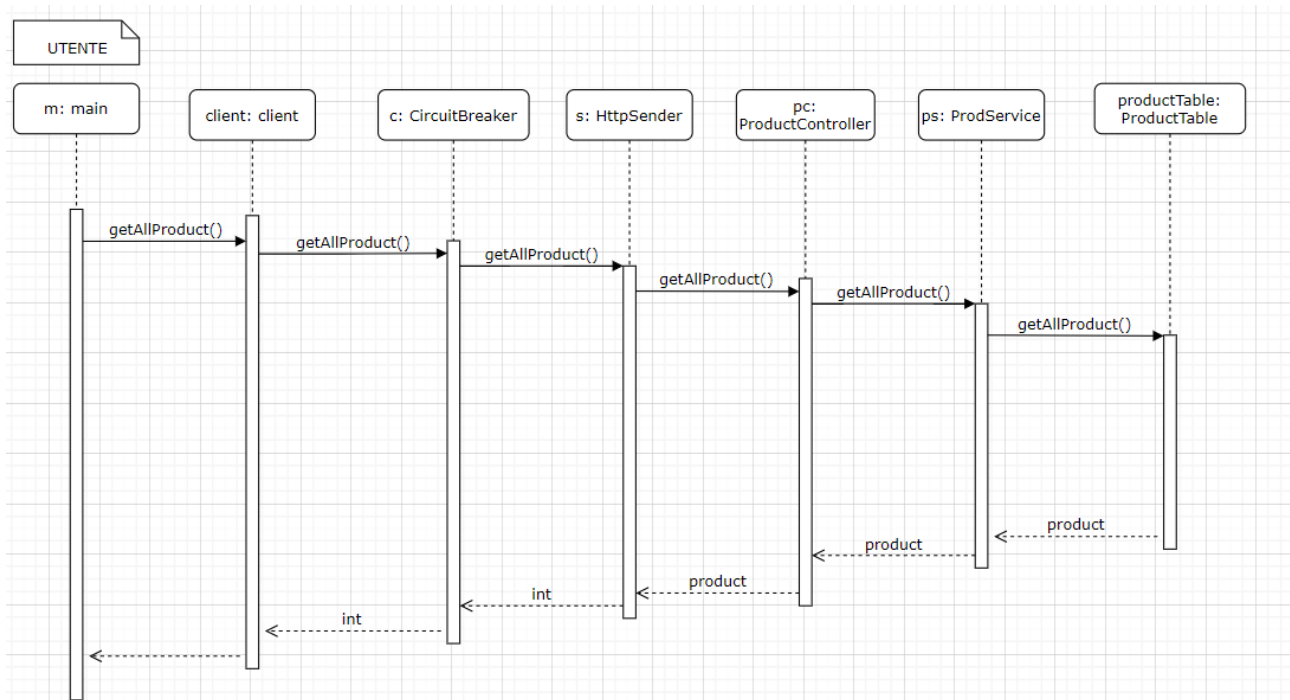 UTENTE
m: main
client: client
c: CircuitBreaker
s: HttpSender
pc:
ProductController
ps: ProdService
productTable:
ProductTable
getAllProduct()
getAllProduct()
getAllProduct()
getAllProduct()
getAllProduct()
getAllProduct()
product
product
product
int
int